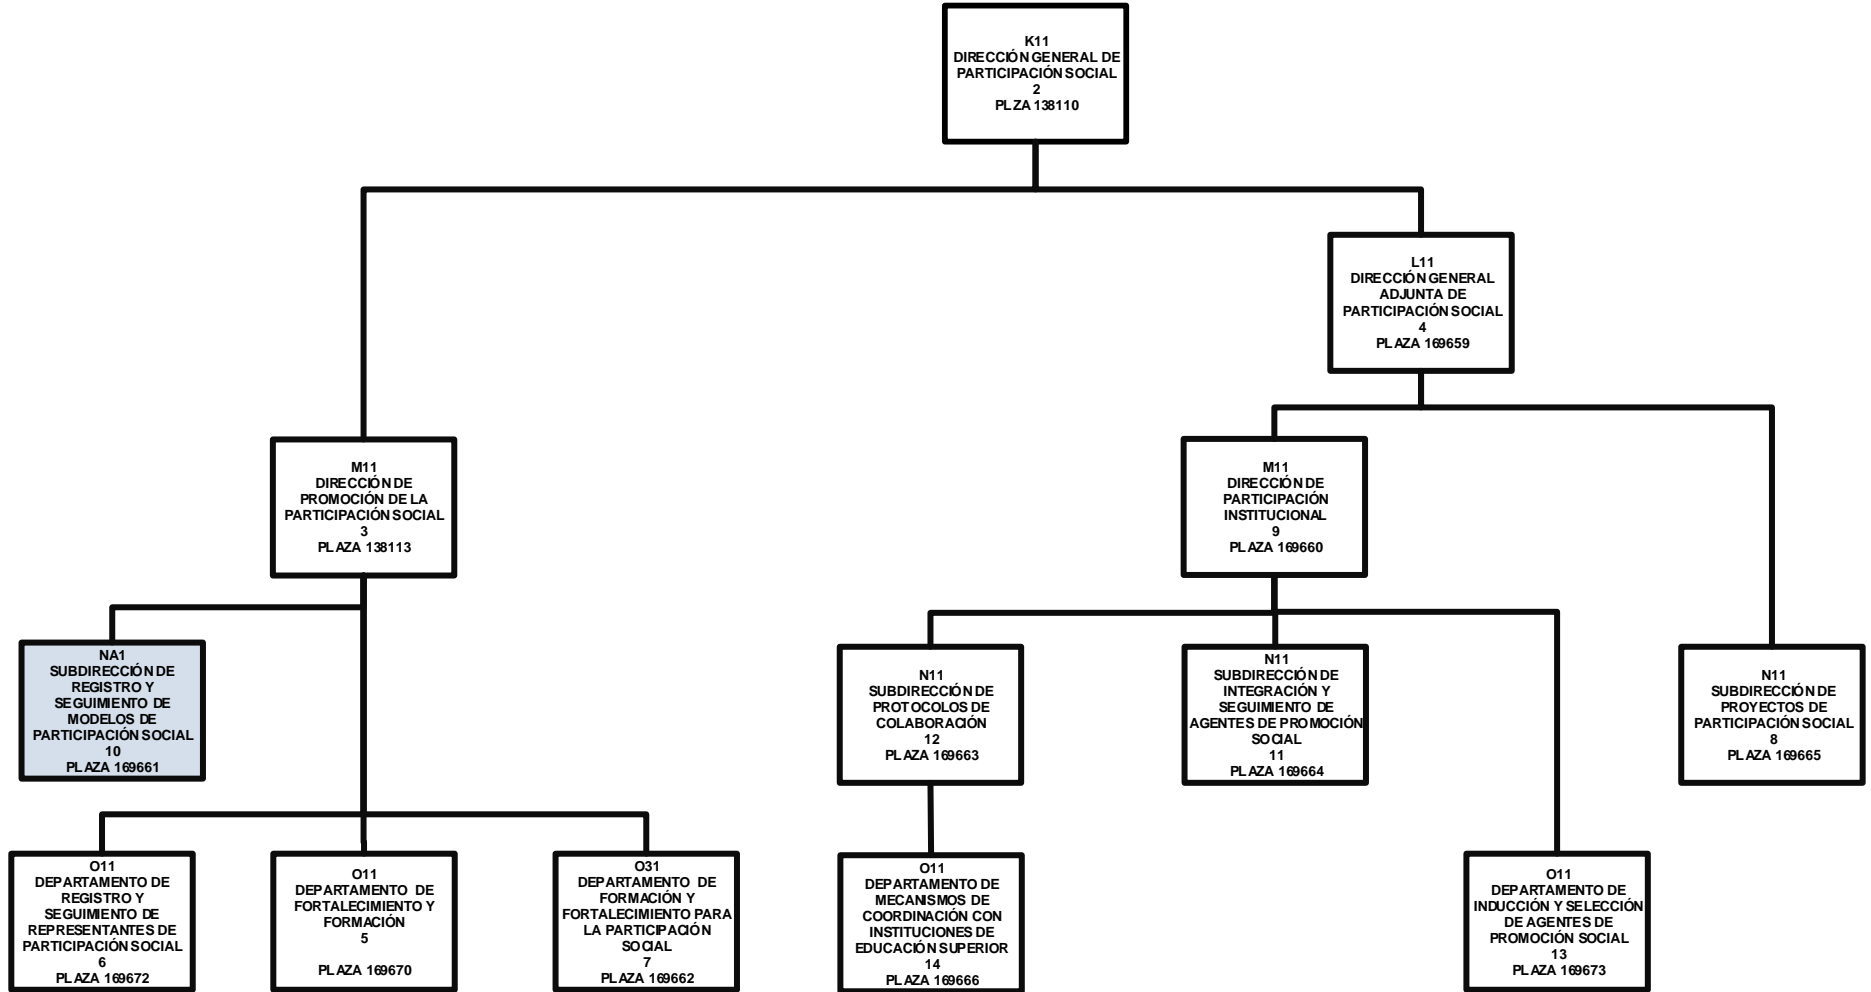 K11
DIRECCIÓN GENERAL DE
PARTICIPACIÓN SOCIAL
2
PLZA 138110
L11
DIRECCIÓN GENERAL
ADJUNTA DE
PARTICIPACIÓN SOCIAL
4
PLAZA 169659
M11
DIRECCIÓN DE
PROMOCIÓN DE LA
PARTICIPACIÓN SOCIAL
3
PLAZA 138113
M11
DIRECCIÓN DE
PARTICIPACIÓN
INSTITUCIONAL
9
PLAZA 169660
NA1
SUBDIRECCIÓN DE
REGISTRO Y
SEGUIMIENTO DE
MODELOS DE
PARTICIPACIÓN SOCIAL
10
PLAZA 169661
N11
SUBDIRECCIÓN DE
PROTOCOLOS DE
COLABORACIÓN
12
PLAZA 169663
N11
SUBDIRECCIÓN DE
INTEGRACIÓN Y
SEGUIMIENTO DE
AGENTES DE PROMOCIÓN
SOCIAL
11
PLAZA 169664
N11
SUBDIRECCIÓN DE
PROYECTOS DE
PARTICIPACIÓN SOCIAL
8
PLAZA 169665
O11
DEPARTAMENTO DE
REGISTRO Y
SEGUIMIENTO DE
REPRESENTANTES DE
PARTICIPACIÓN SOCIAL
6
PLAZA 169672
O11
DEPARTAMENTO DE
FORTALECIMIENTO Y
FORMACIÓN
5
PLAZA 169670
O31
DEPARTAMENTO DE
FORMACIÓN Y
FORTALECIMIENTO PARA
LA PARTICIPACIÓN
SOCIAL
7
PLAZA 169662
O11
DEPARTAMENTO DE
MECANISMOS DE
COORDINACIÓN CON
INSTITUCIONES DE
EDUCACIÓN SUPERIOR
14
PLAZA 169666
O11
DEPARTAMENTO DE
INDUCCIÓN Y SELECCIÓN
DE AGENTES DE
PROMOCIÓN SOCIAL
13
PLAZA 169673